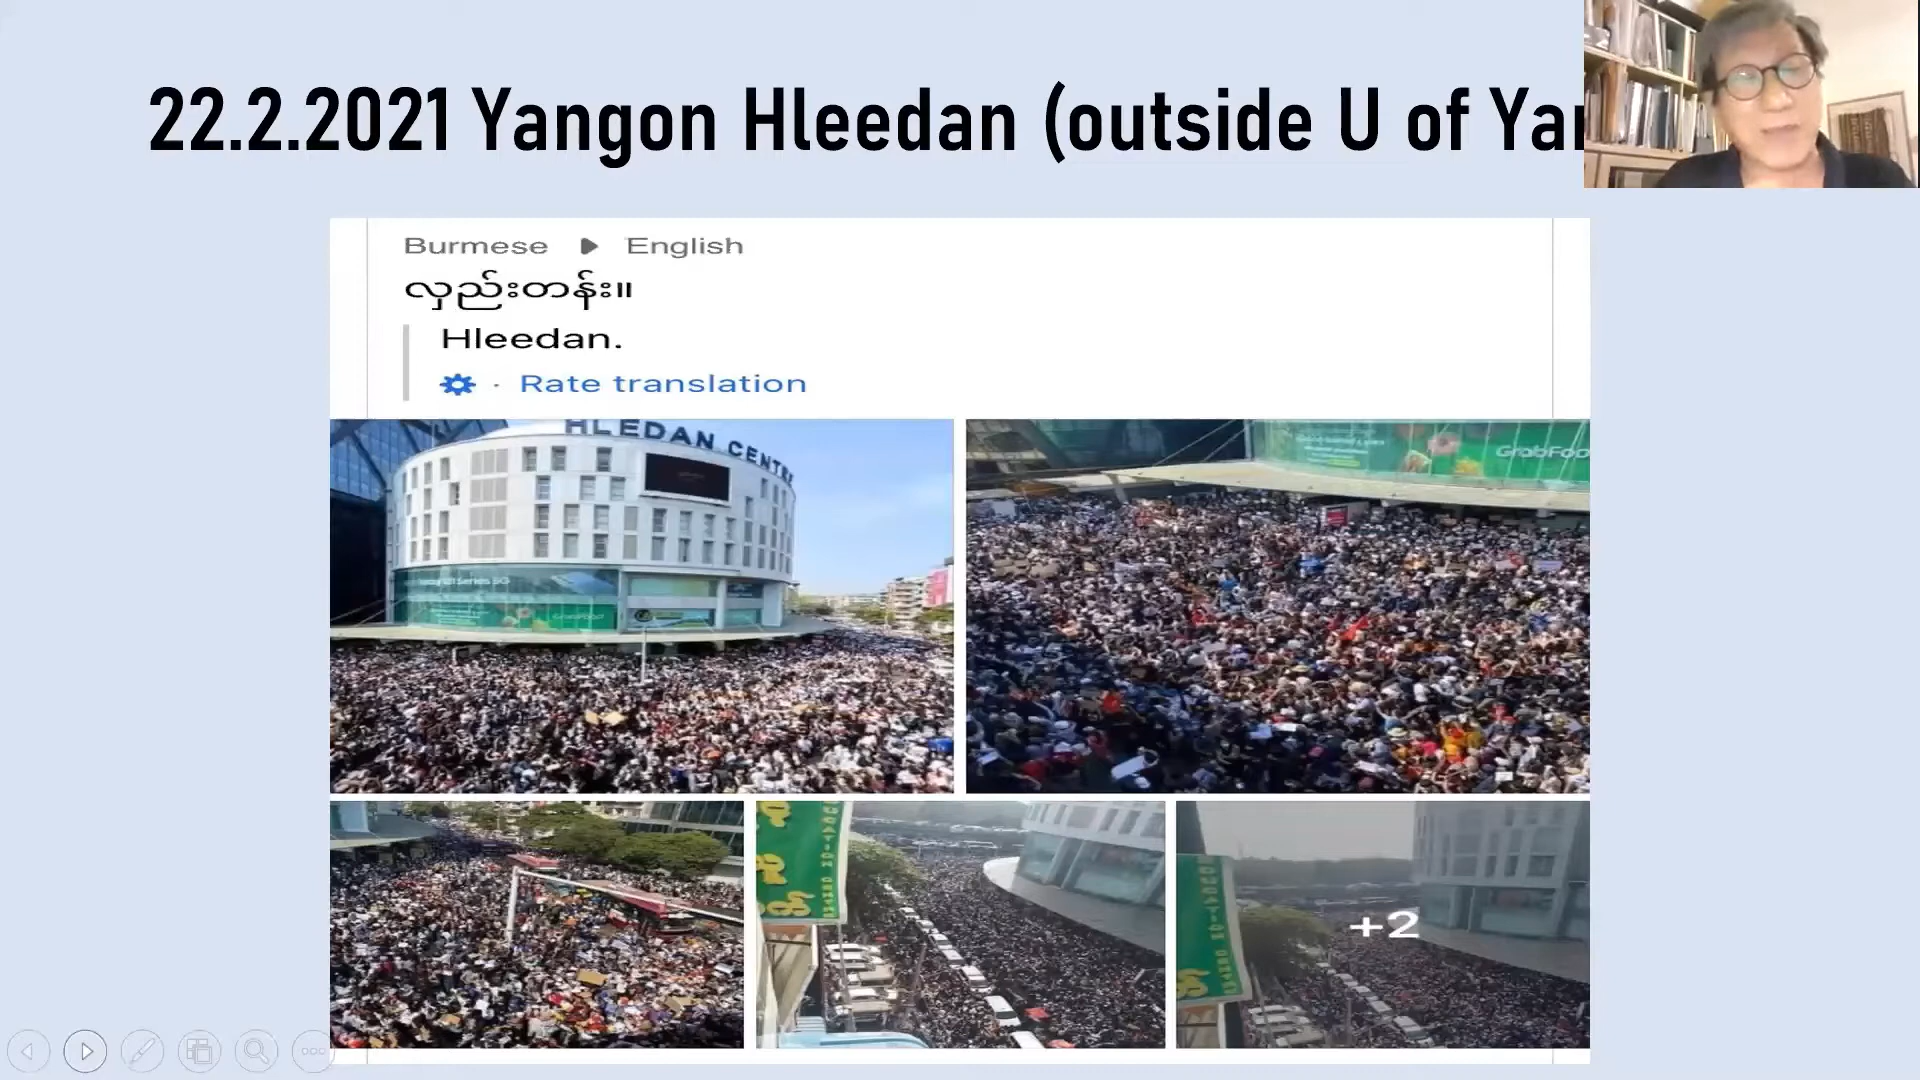 22.2.2021 Yangon Hleedan (outside U of Yan
Burmese ▶ English
လှည်းတန်း။
Hleedan.
· Rate translation
HLEDAN CENTRE
GrabFood
+2